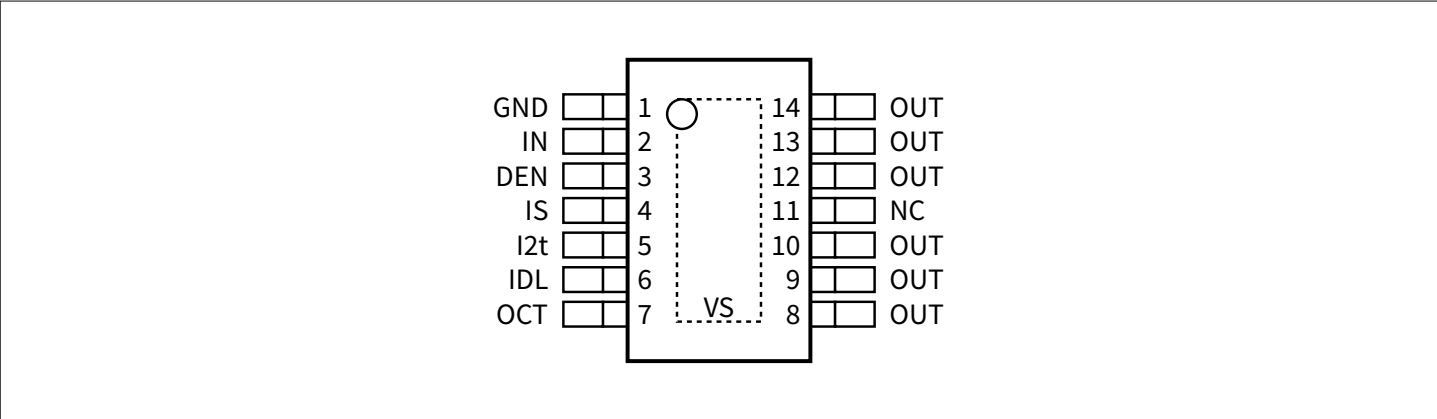 GND 1 14 OUT
IN 2 13 OUT
DEN 3 12 OUT
IS 4 11 NC
I2t 5 10 OUT
IDL 6 9 OUT
OCT 7 VS 8 OUT